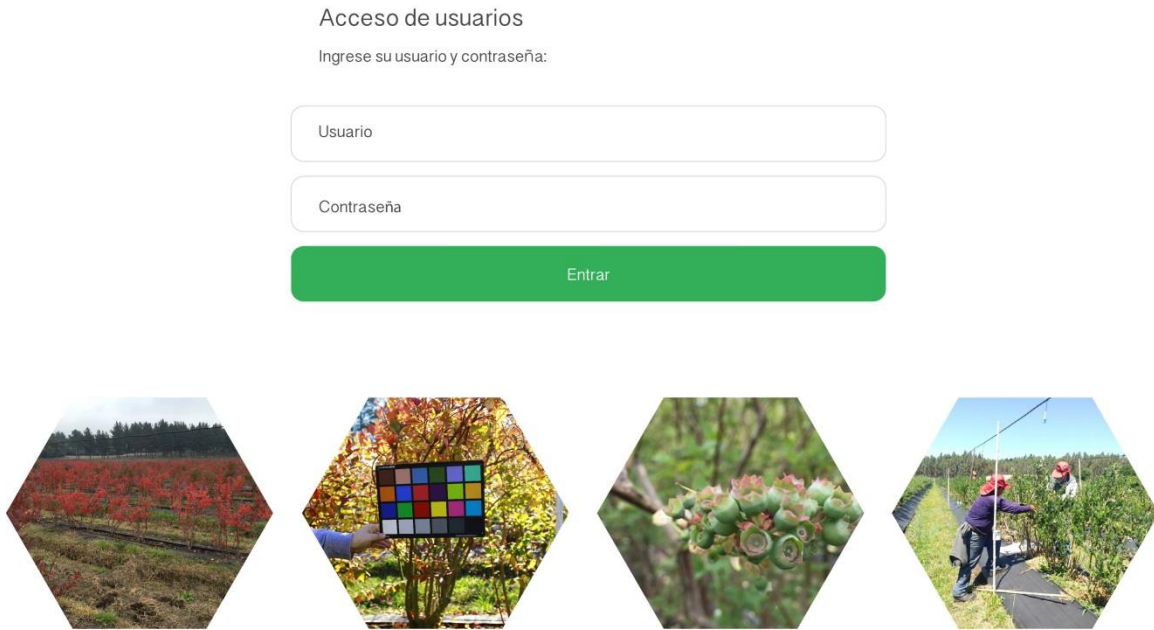 Acceso de usuarios
Ingrese su usuario y contraseña:
Usuario
Contraseña
Entrar